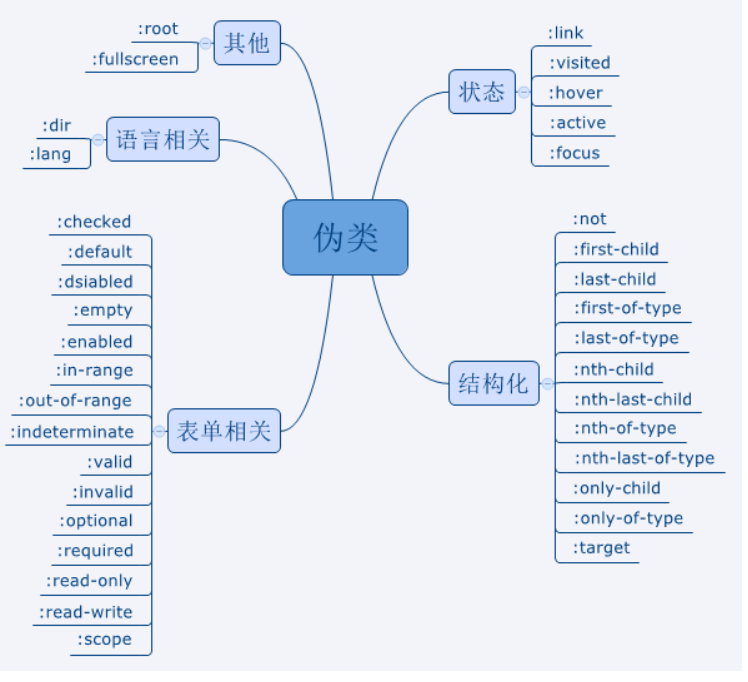 伪类
其他
:root
:fullscreen
语言相关
:dir
:lang
表单相关
:checked
:default
:dsiabled
:empty
:enabled
:in-range
:out-of-range
:indeterminate
:valid
:invalid
:optional
:required
:read-only
:read-write
:scope
状态
:link
:visited
:hover
:active
:focus
结构化
:not
:first-child
:last-child
:first-of-type
:last-of-type
:nth-child
:nth-last-child
:nth-of-type
:nth-last-of-type
:only-child
:only-of-type
:target